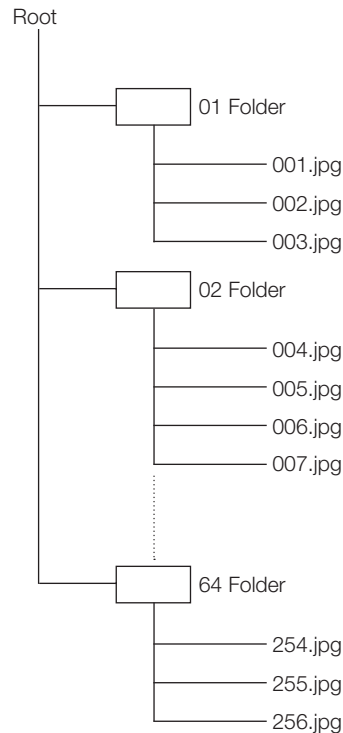 Root
01 Folder
001.jpg
002.jpg
003.jpg
02 Folder
004.jpg
005.jpg
006.jpg
007.jpg
64 Folder
254.jpg
255.jpg
256.jpg